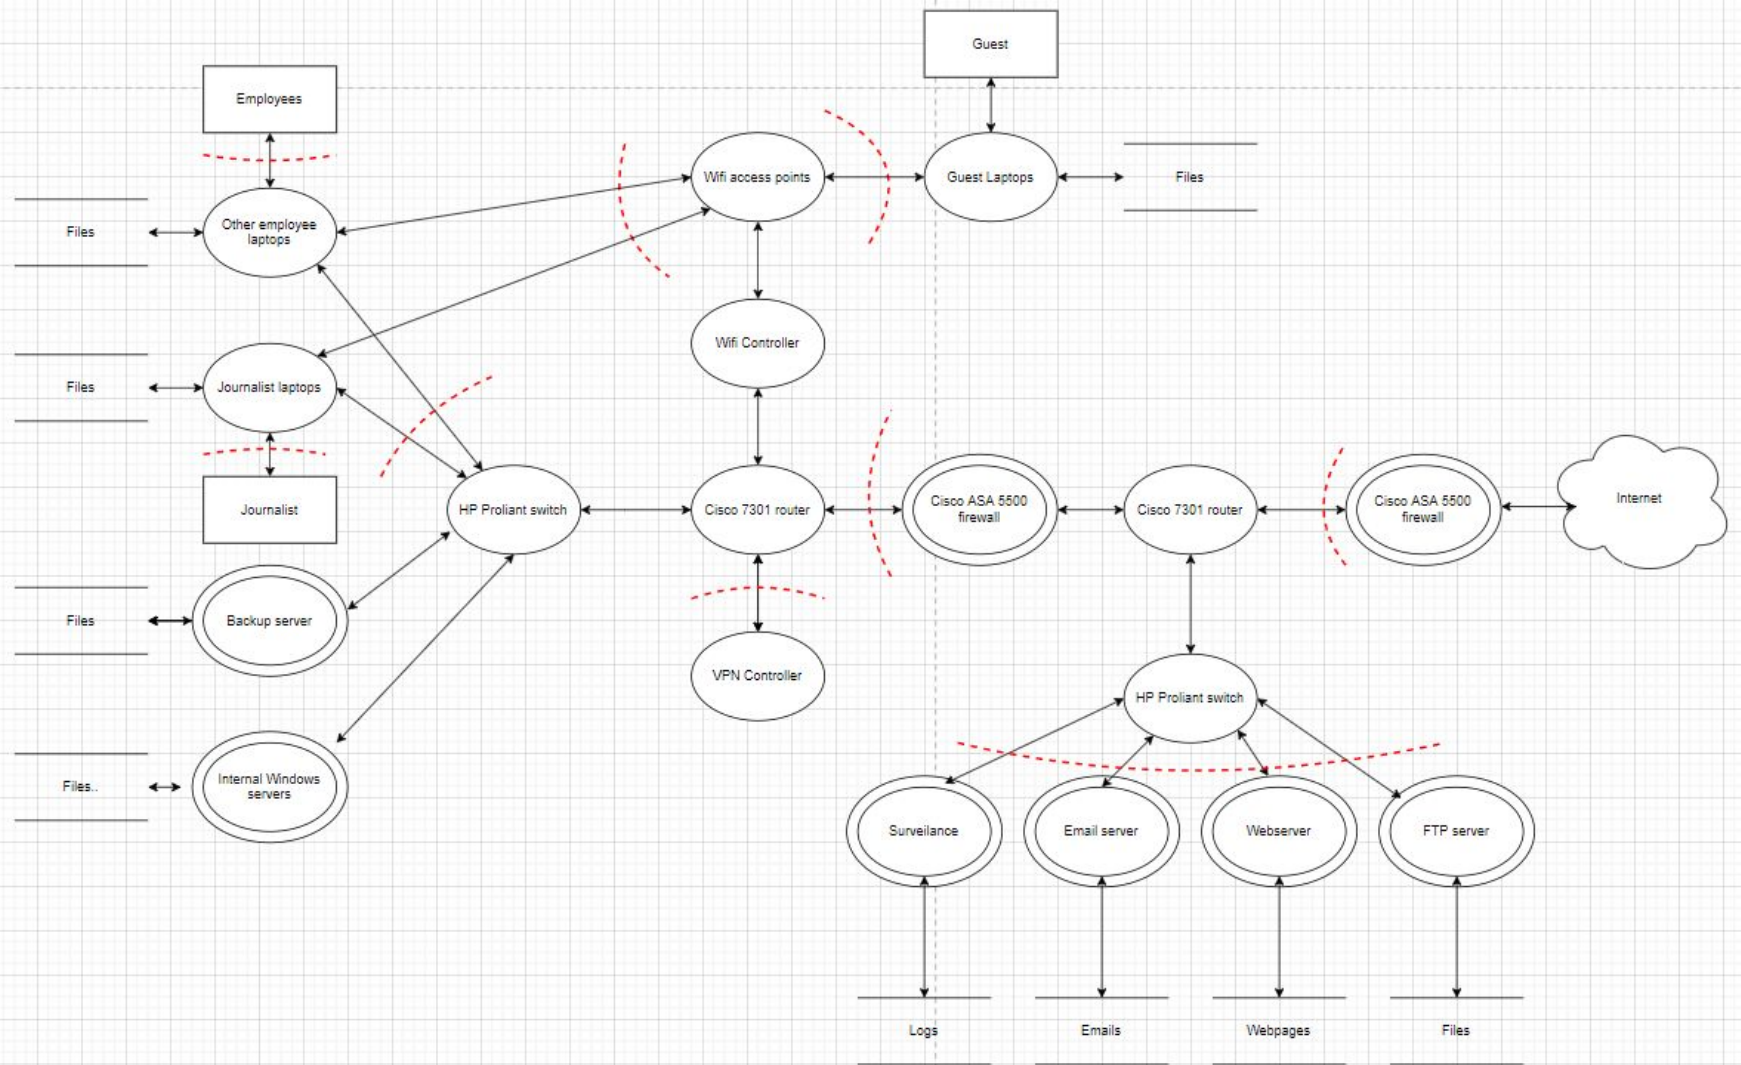 Guest
Employees
Wifi access points
Guest Laptops
Files
Other employee
laptops
Files
Wifi Controller
Journalist laptops
Files
Cisco ASA 5500
firewall
Cisco ASA 5500
firewall
Internet
Journalist
HP Proliant switch
Cisco 7301 router
Cisco 7301 router
Backup server
Files
VPN Controller
HP Proliant switch
Internal Windows
servers
Files..
Surveilance
Email server
Webserver
FTP server
Logs
Emails
Webpages
Files